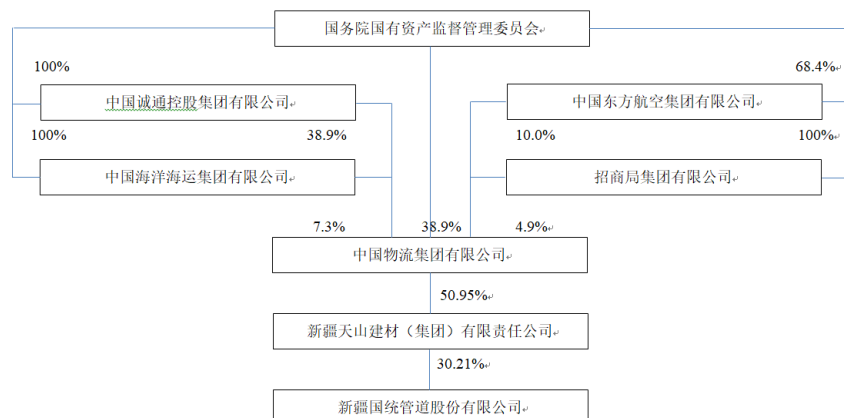 国务院国有资产监督管理委员会
100% 68.4%
中国诚通控股集团有限公司 中国东方航空集团有限公司
100% 38.9% 10.0% 100%
中国海洋海运集团有限公司 招商局集团有限公司
7.3% 38.9% 4.9%
中国物流集团有限公司
50.95%
新疆天山建材（集团）有限责任公司
30.21%
新疆国统管道股份有限公司